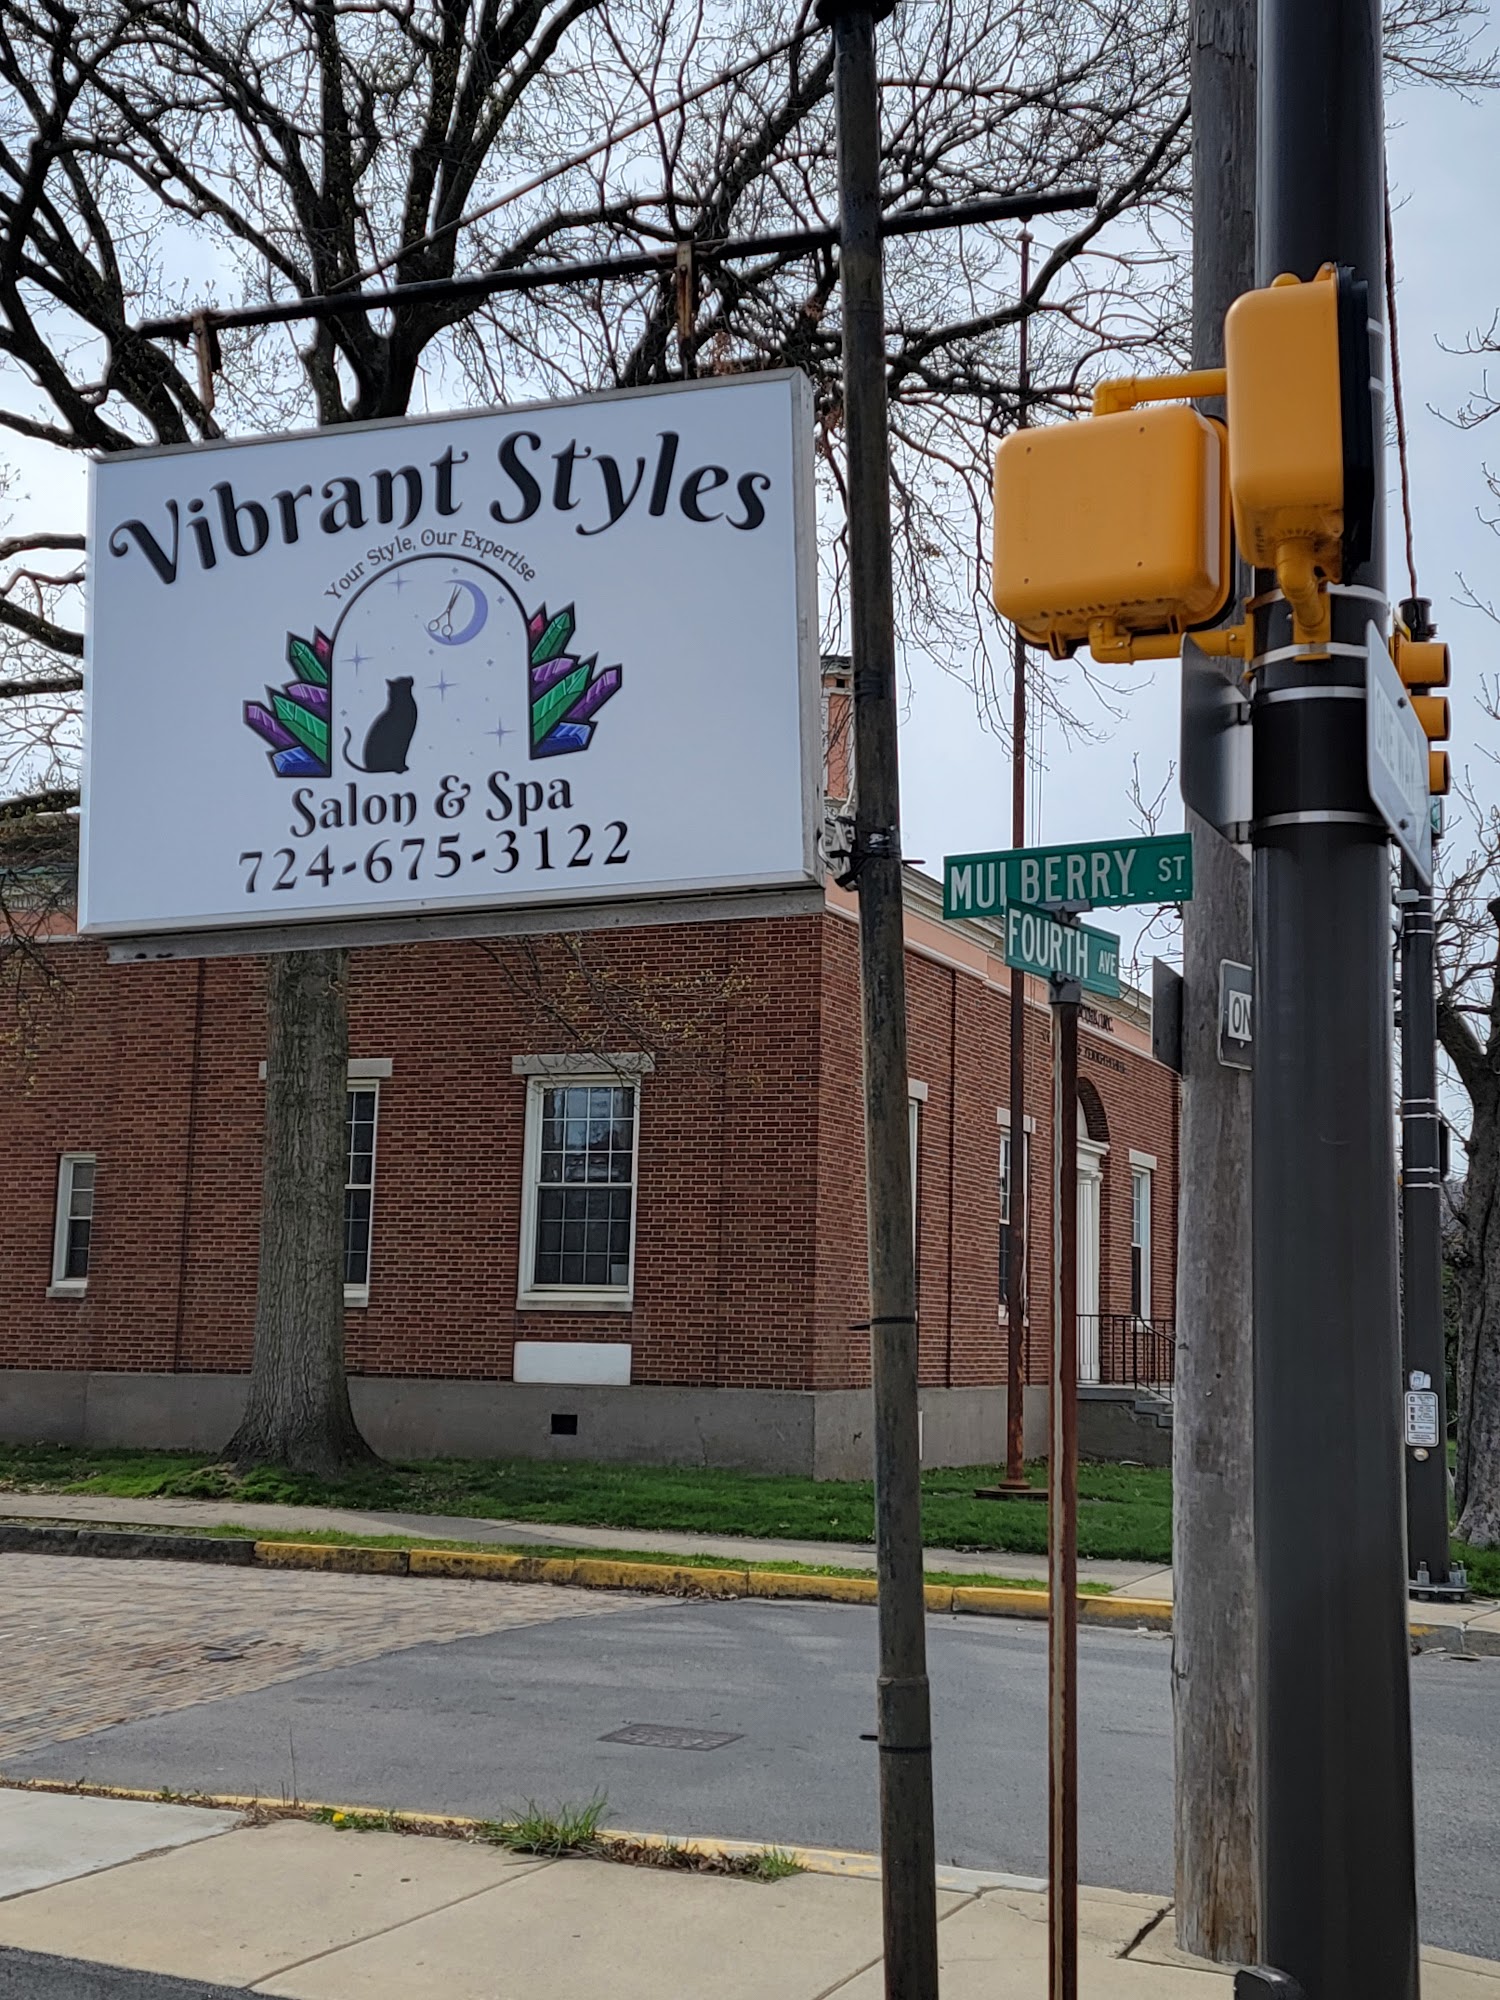 Vibrant Styles
Your Style, Our Expertise
Salon & Spa
724-675-3122
MULBERRY ST
FOURTH AVE